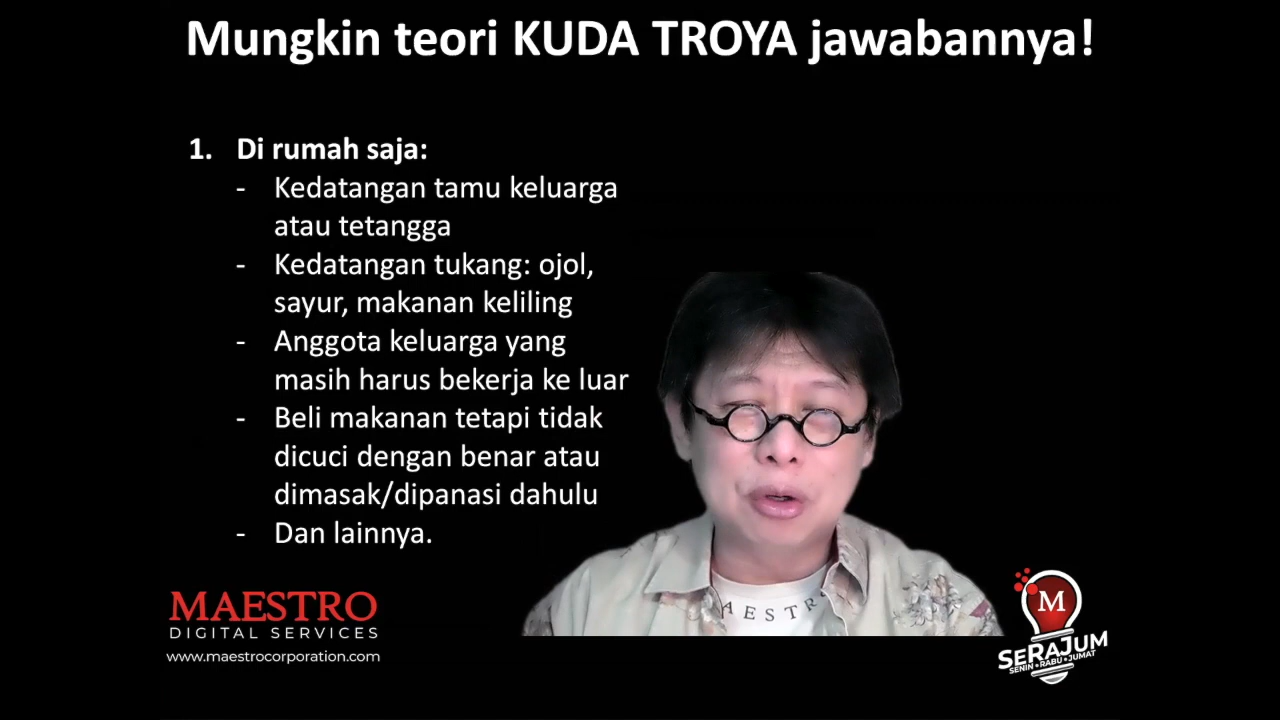 Mungkin teori KUDA TROYA jawabannya!
1. Di rumah saja:
- Kedatangan tamu keluarga
atau tetangga
- Kedatangan tukang: ojol,
sayur, makanan keliling
- Anggota keluarga yang
masih harus bekerja ke luar
- Beli makanan tetapi tidak
dicuci dengan benar atau
dimasak/dipanasi dahulu
- Dan lainnya.
MAESTRO
DIGITAL SERVICES
www.maestrocorporation.com
MAESTR
M
SERAJUM
SENIN • RABU • JUMAT